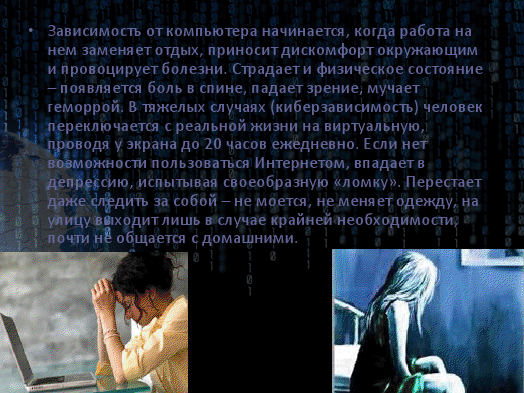 • Зависимость от компьютера начинается, когда работа на
нем заменяет отдых, приносит дискомфорт окружающим
и провоцирует болезни. Страдает и физическое состояние
– появляется боль в спине, падает зрение, мучает
геморрой. В тяжелых случаях (киберзависимость) человек
переключается с реальной жизни на виртуальную,
проводя у экрана до 20 часов ежедневно. Если нет
возможности пользоваться Интернетом, впадает в
депрессию, испытывая своеобразную «ломку». Перестает
даже следить за собой – не моется, не меняет одежду, на
улицу выходит лишь в случае крайней необходимости,
почти не общается с домашними.